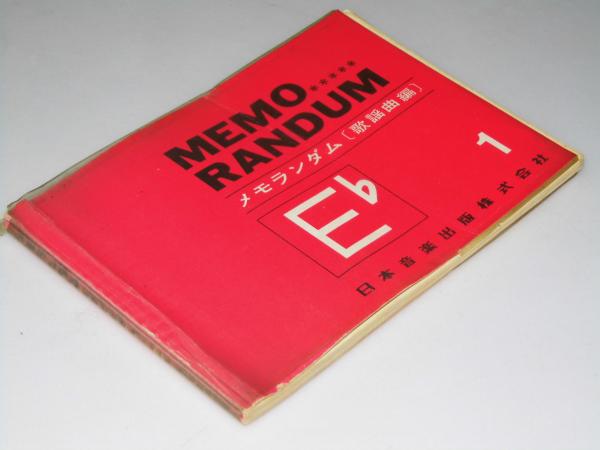 MEMO*****
RANDUM
メモランダム〔歌謡曲編〕
E♭
1
日本音楽出版株式会社